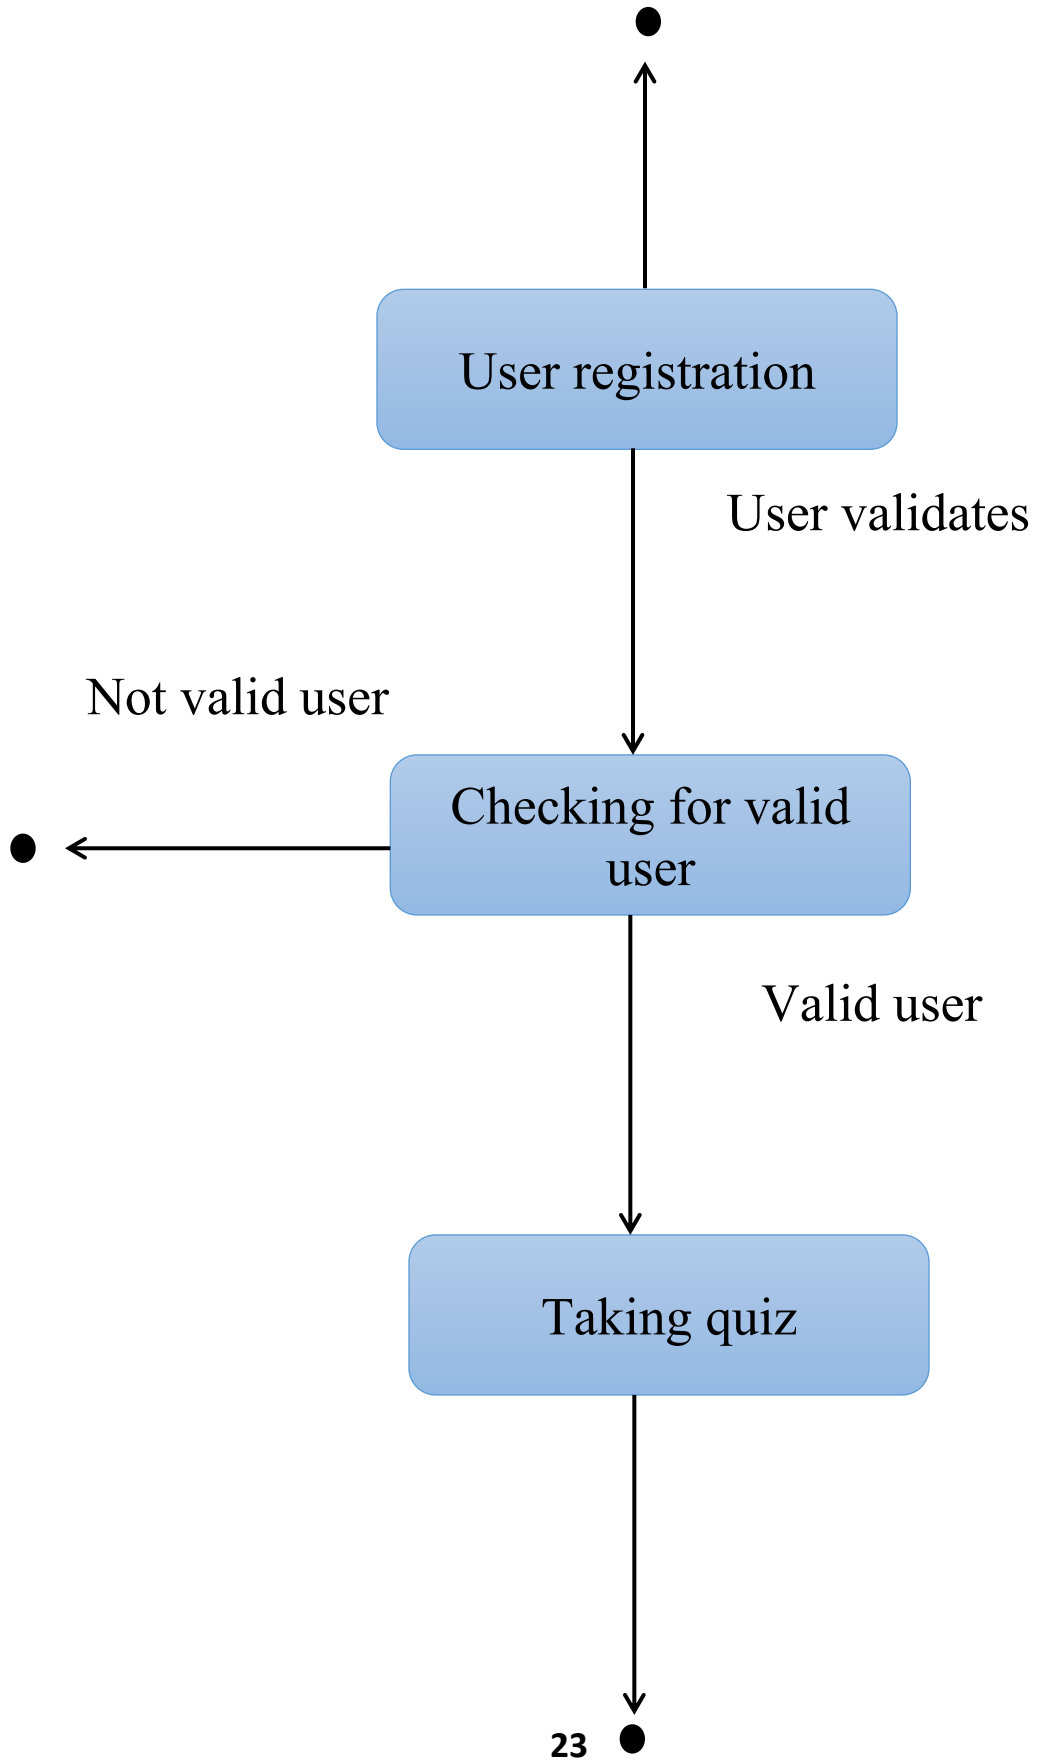 User registration
User validates
Not valid user
Checking for valid
user
Valid user
Taking quiz
23